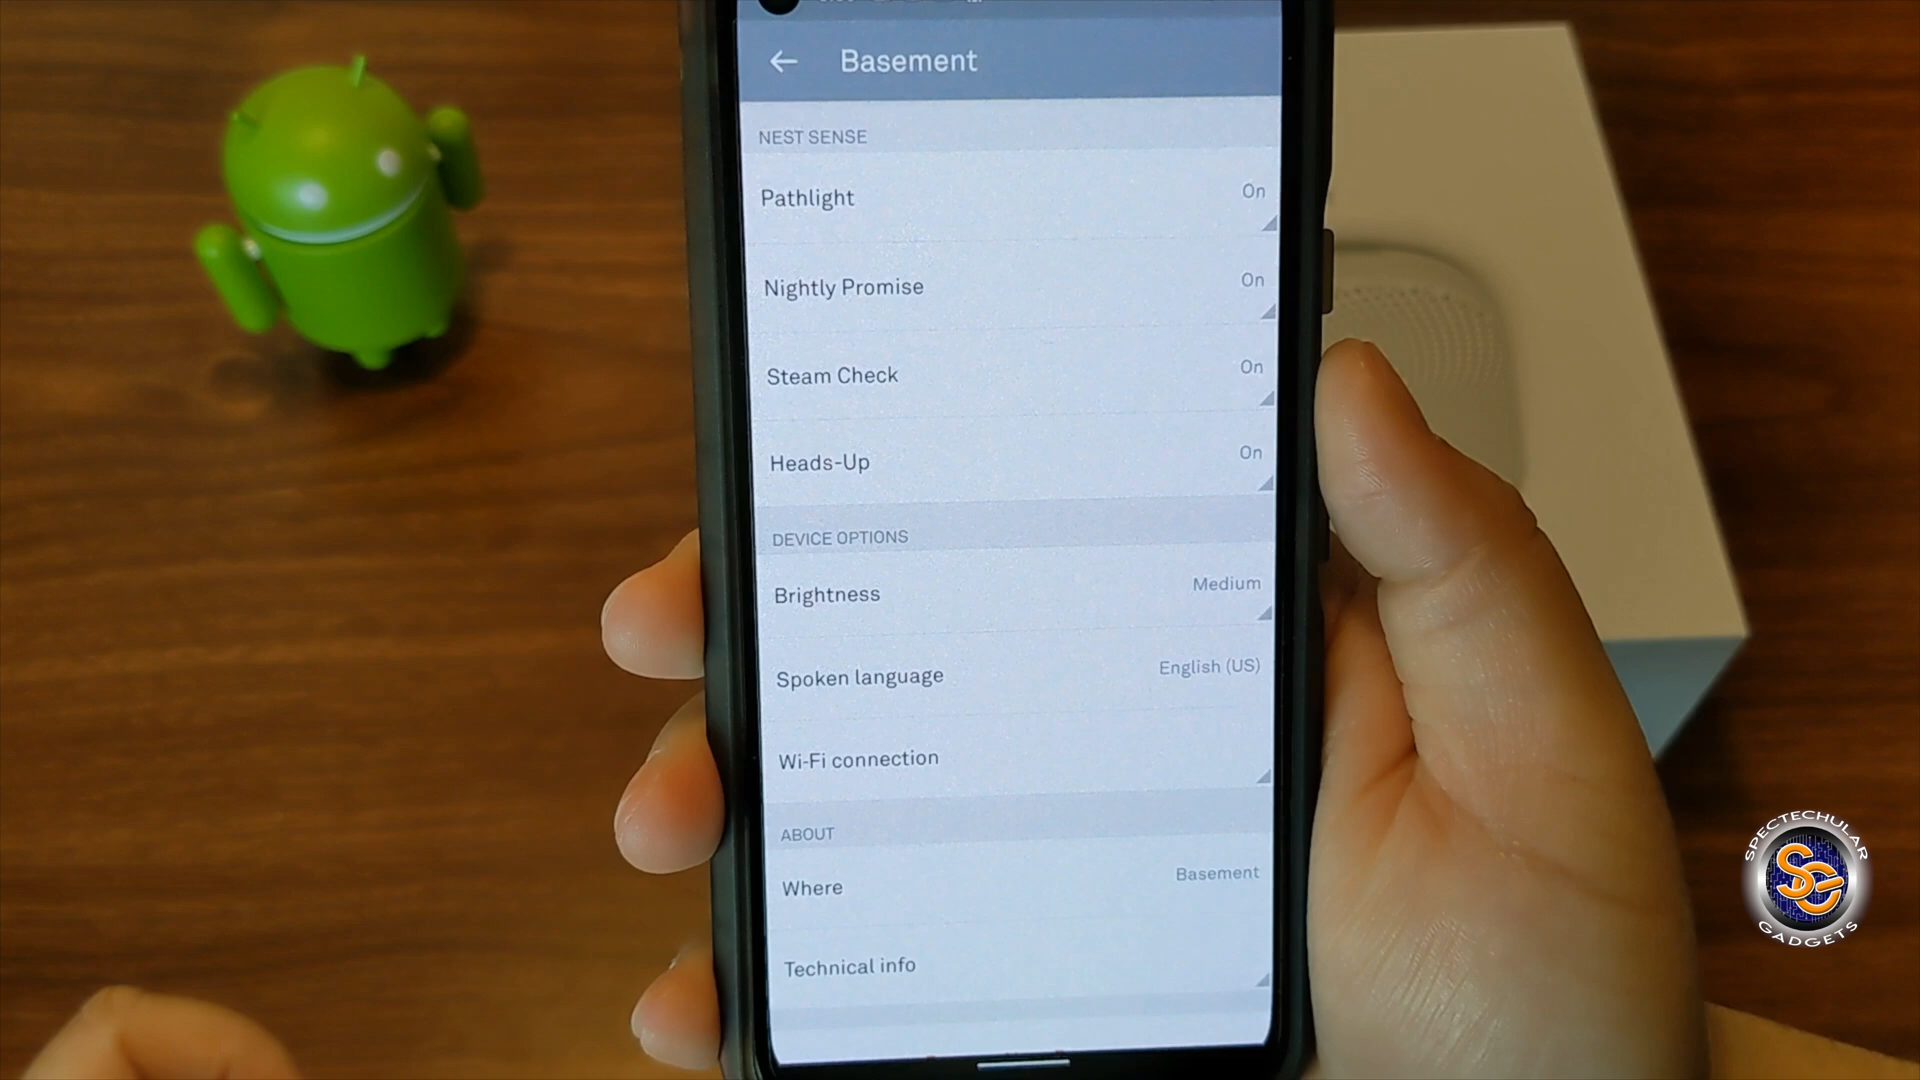 Basement
NEST SENSE
Pathlight On
Nightly Promise On
Steam Check On
Heads-Up On
DEVICE OPTIONS
Brightness Medium
Spoken language English (US)
Wi-Fi connection
ABOUT
Where Basement
Technical info
SPECTECHULAR
SG
GADGETS